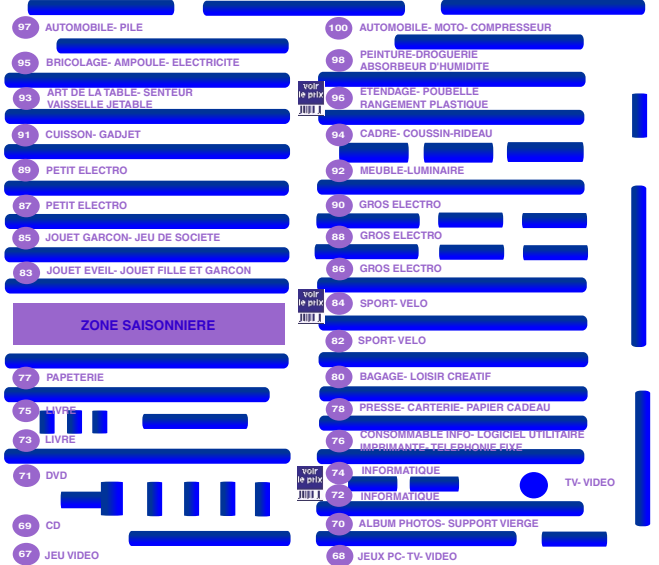 97 AUTOMOBILE- PILE
95 BRICOLAGE- AMPOULE- ELECTRICITE
93 ART DE LA TABLE- SENTEUR
VAISSELLE JETABLE
91 CUISSON- GADJET
89 PETIT ELECTRO
87 PETIT ELECTRO
85 JOUET GARCON- JEU DE SOCIETE
83 JOUET EVEIL- JOUET FILLE ET GARCON
ZONE SAISONNIERE
77 PAPETERIE
75 LIVRE
73 LIVRE
71 DVD
69 CD
67 JEU VIDEO
100 AUTOMOBILE- MOTO- COMPRESSEUR
98 PEINTURE-DROGUERIE
ABSORBEUR D'HUMIDITE
voir
le prix
96 ETENDAGE- POUBELLE
RANGEMENT PLASTIQUE
94 CADRE- COUSSIN-RIDEAU
92 MEUBLE-LUMINAIRE
90 GROS ELECTRO
88 GROS ELECTRO
86 GROS ELECTRO
voir
le prix
84 SPORT- VELO
82 SPORT- VELO
80 BAGAGE- LOISIR CREATIF
78 PRESSE- CARTERIE- PAPIER CADEAU
76 CONSOMMABLE INFO- LOGICIEL UTILITAIRE
IMPRIMANTE- TELEPHONIE FIXE
voir
le prix
74 INFORMATIQUE
72 INFORMATIQUE
TV- VIDEO
70 ALBUM PHOTOS- SUPPORT VIERGE
68 JEUX PC- TV- VIDEO